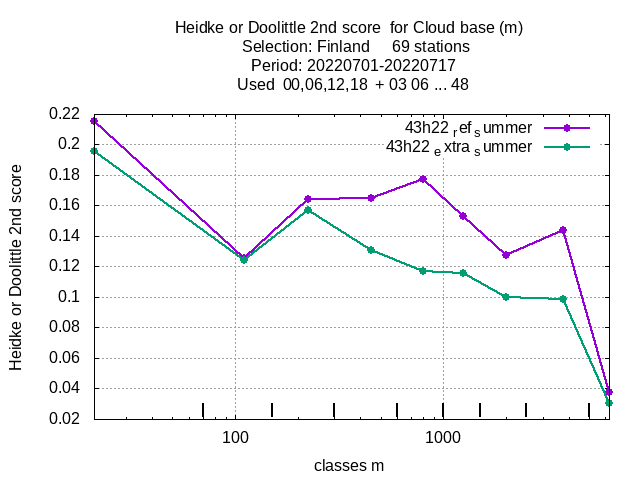 Heidke or Doolittle 2nd score for Cloud base (m)
Selection: Finland 69 stations
Period: 20220701-20220717
Used 00,06,12,18 + 03 06 ... 48
43h22 ref summer
43h22 extra summer
Heidke or Doolittle 2nd score
0.22
0.2
0.18
0.16
0.14
0.12
0.1
0.08
0.06
0.04
0.02
100 1000
classes m